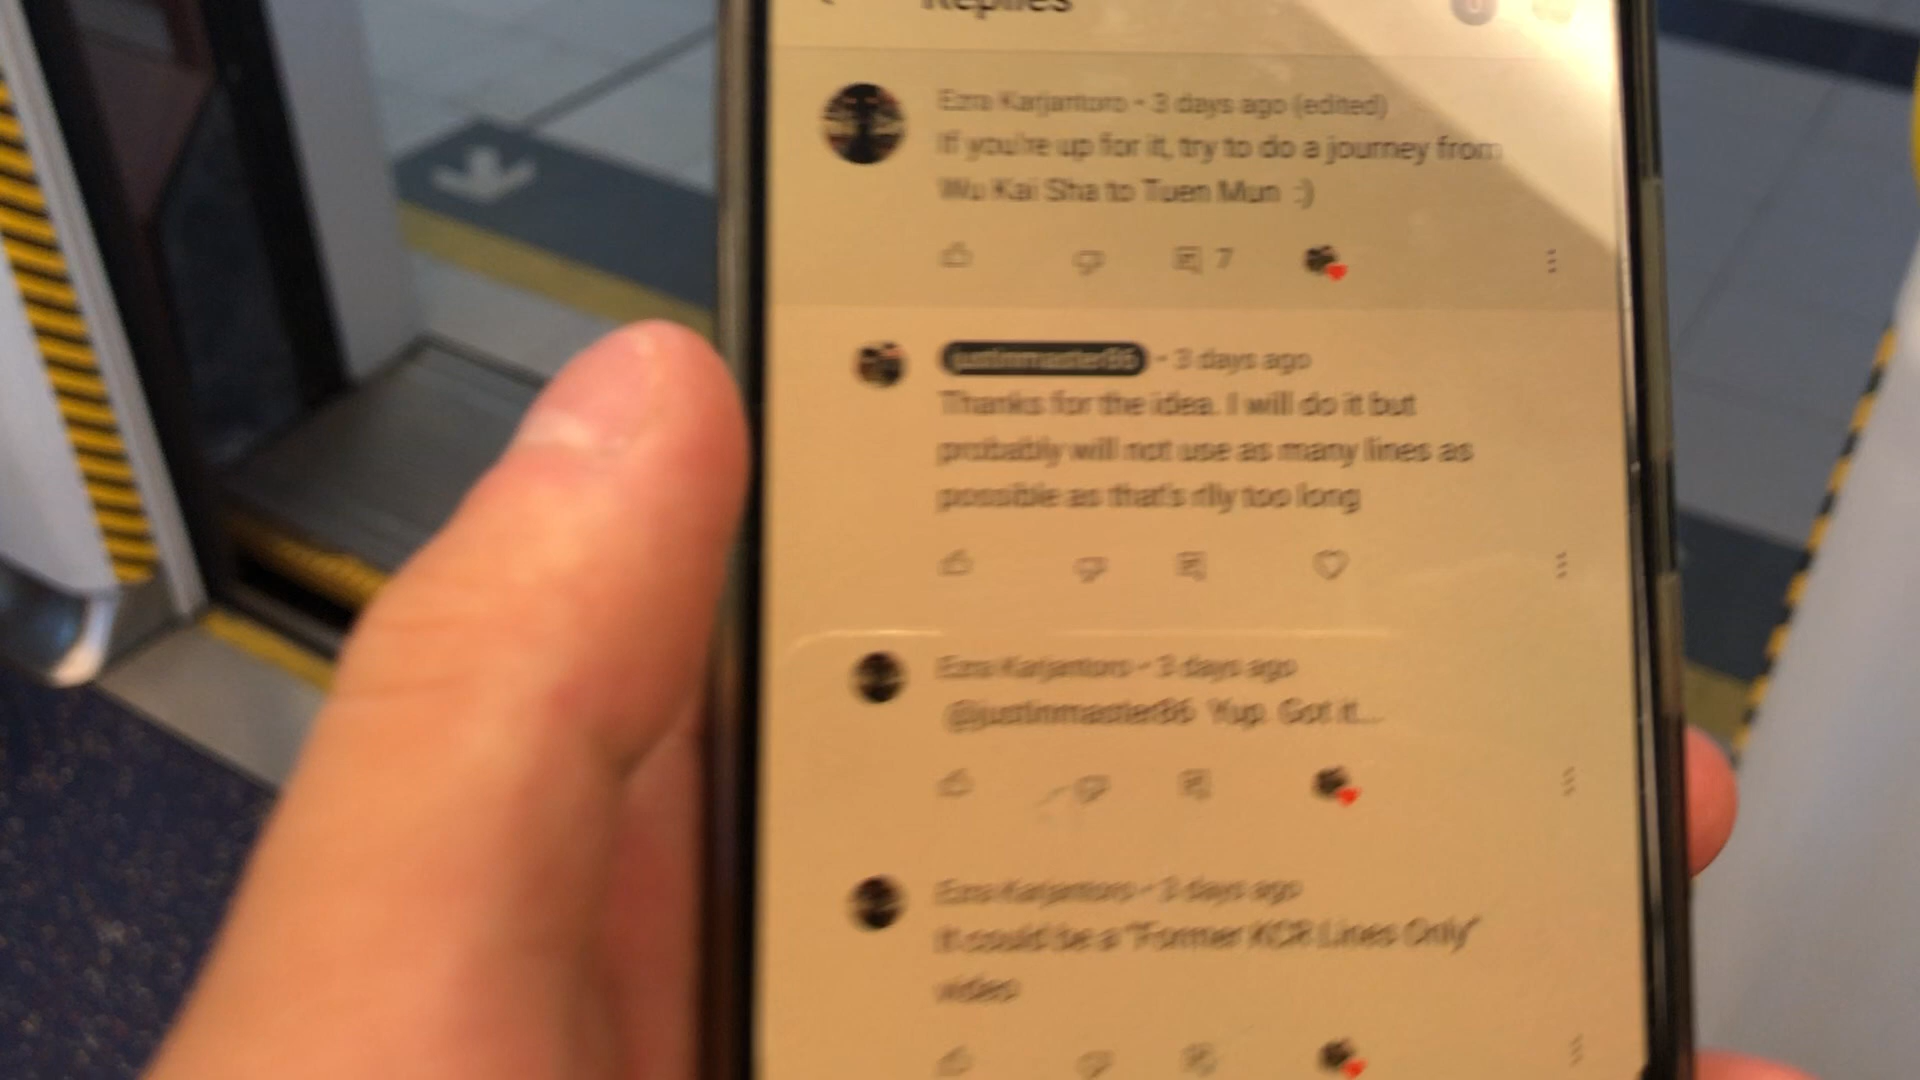 Replies
Ezra Karjantoro • 3 days ago (edited)
If you're up for it, try to do a journey from
Wu Kai Sha to Tuen Mun :)
7
justinmaster86 • 3 days ago
Thanks for the idea. I will do it but
probably will not use as many lines as
possible as that's rlly too long
Ezra Karjantoro • 3 days ago
@justinmaster86 Yup. Got it...
Ezra Karjantoro • 3 days ago
It could be a "Former KCR Lines Only"
video